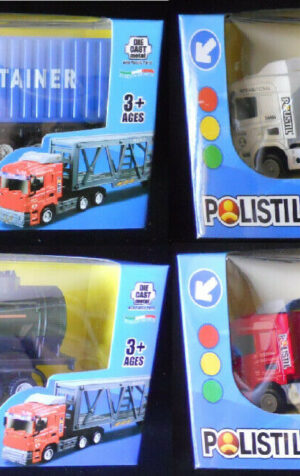 DIE
CAST
metal
TAINER
3+
AGES
POLISTIL
POLISTIL
DIE
CAST
metal
3+
AGES
POLISTIL
POLISTIL